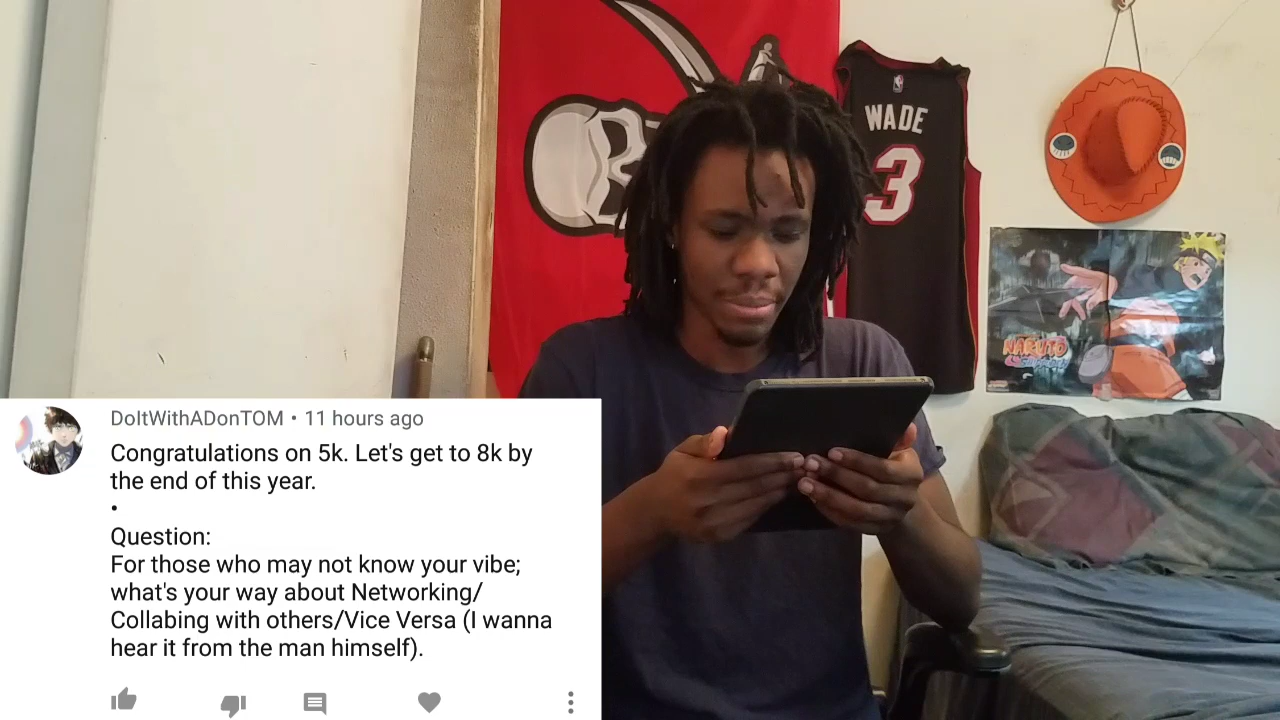 WADE
3
NARUTO
DoItWithADonTOM • 11 hours ago
Congratulations on 5k. Let's get to 8k by
the end of this year.
•
Question:
For those who may not know your vibe;
what's your way about Networking/
Collabing with others/Vice Versa (I wanna
hear it from the man himself).